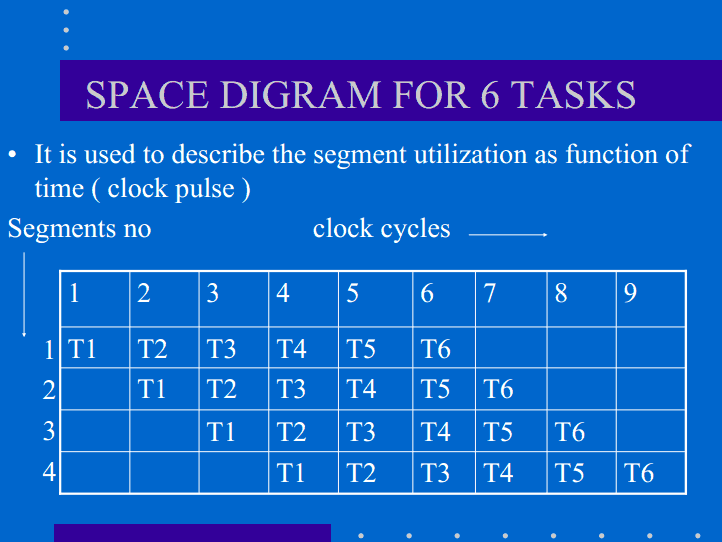 SPACE DIGRAM FOR 6 TASKS
• It is used to describe the segment utilization as function of
time ( clock pulse )
Segments no clock cycles
1 2 3 4 5 6 7 8 9
1 T1 T2 T3 T4 T5 T6
2 T1 T2 T3 T4 T5 T6
3 T1 T2 T3 T4 T5 T6
4 T1 T2 T3 T4 T5 T6